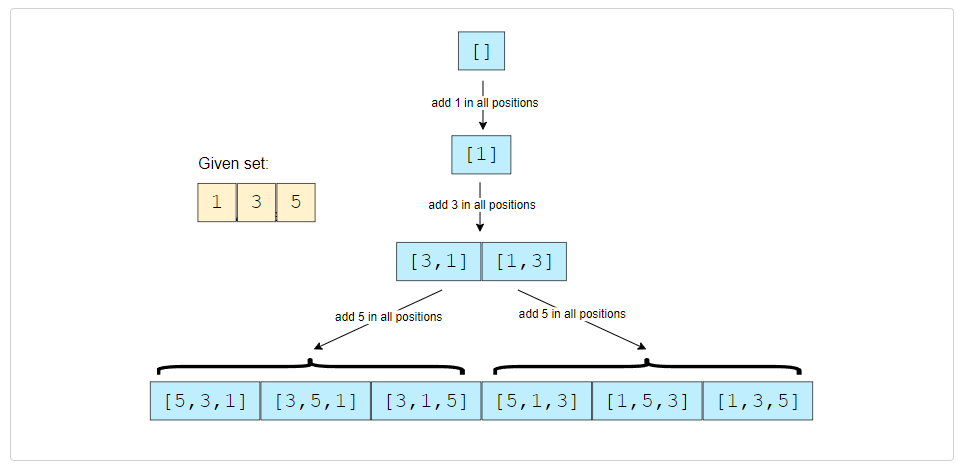 []
add 1 in all positions
[1]
Given set:
1 3 5
add 3 in all positions
[3,1] [1,3]
add 5 in all positions add 5 in all positions
[5,3,1] [3,5,1] [3,1,5] [5,1,3] [1,5,3] [1,3,5]